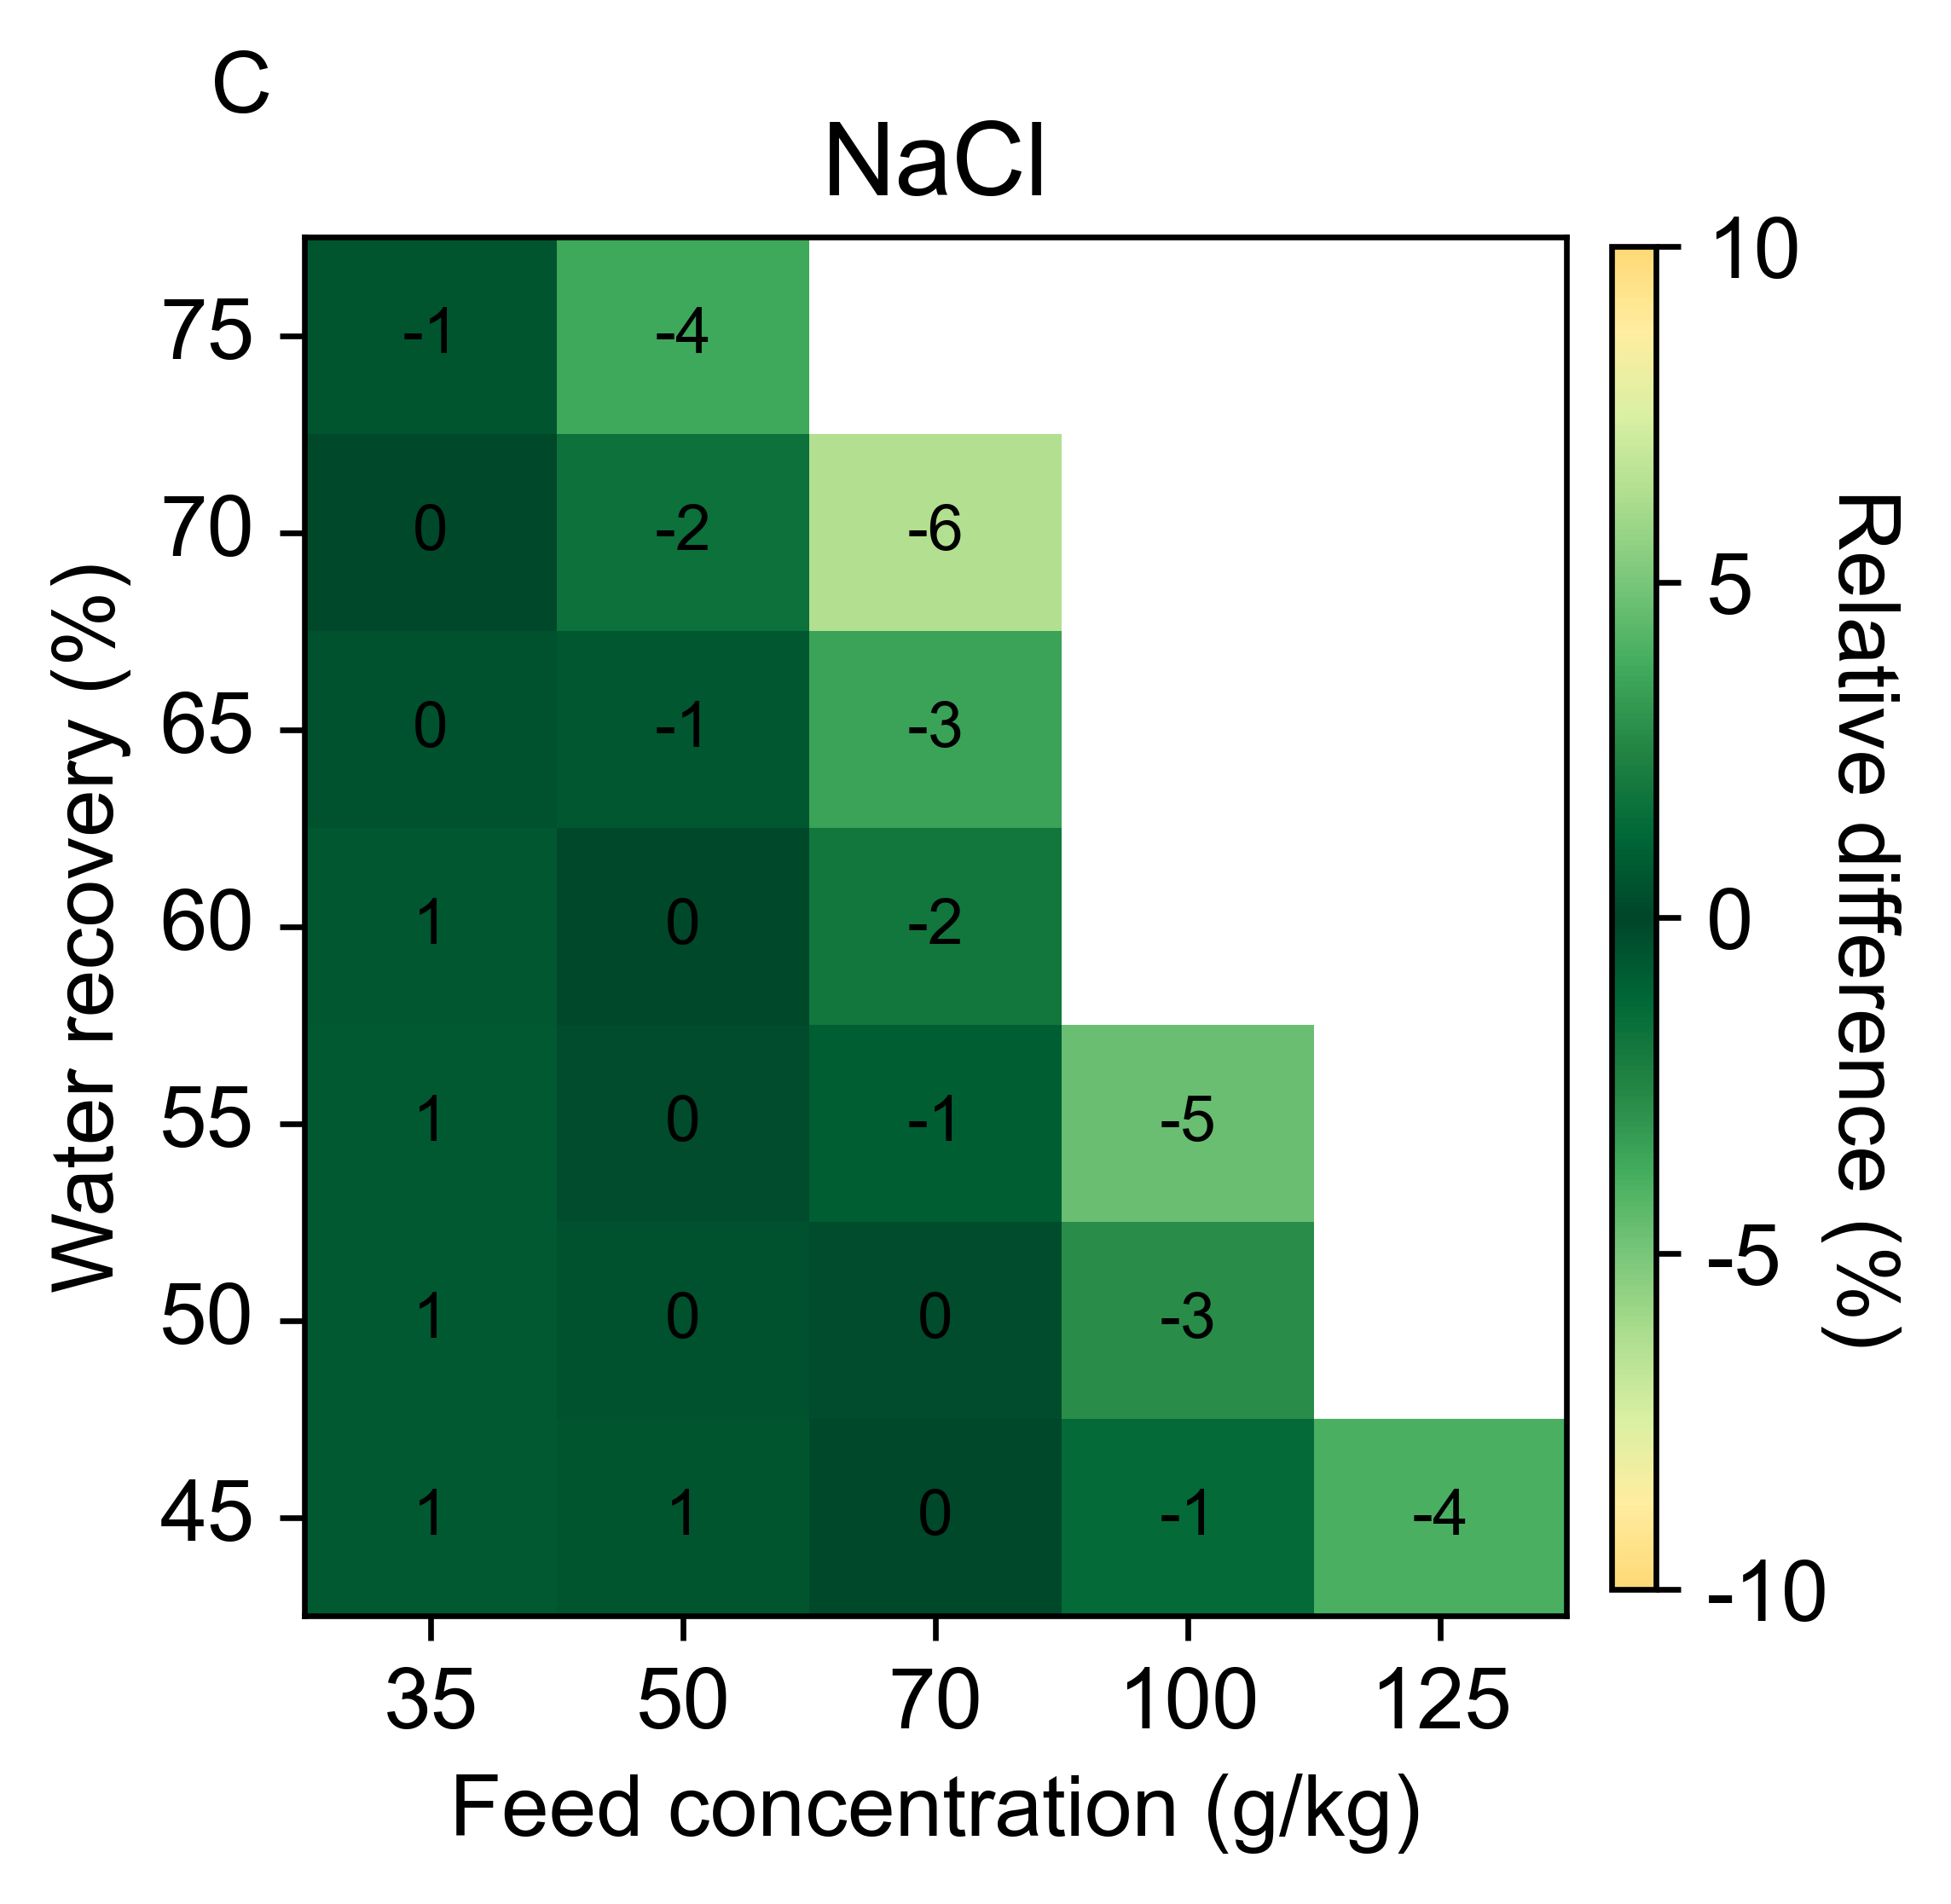 C
NaCl
Water recovery (%)
75 -1 -4
70 0 -2 -6
65 0 -1 -3
60 1 0 -2
55 1 0 -1 -5
50 1 0 0 -3
45 1 1 0 -1 -4
35 50 70 100 125
Feed concentration (g/kg)
10
5
0
-5
-10
Relative difference (%)